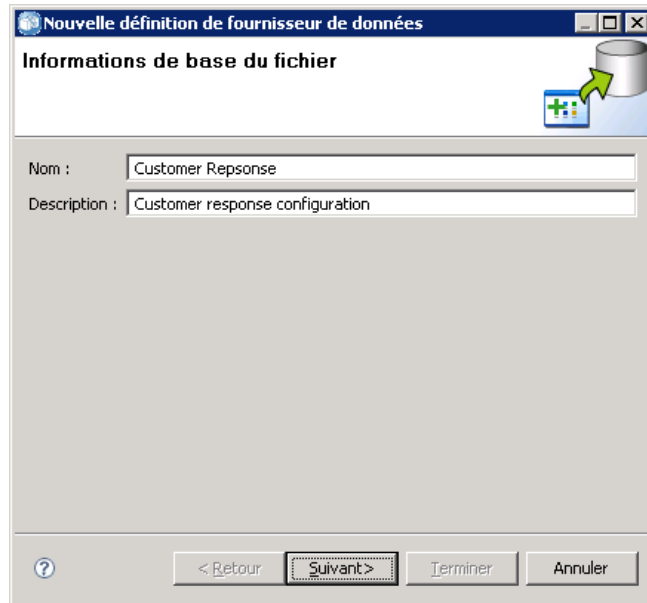 Nouvelle définition de fournisseur de données
Informations de base du fichier
Nom : Customer Repsonse
Description : Customer response configuration
? < Retour Suivant> Terminer Annuler